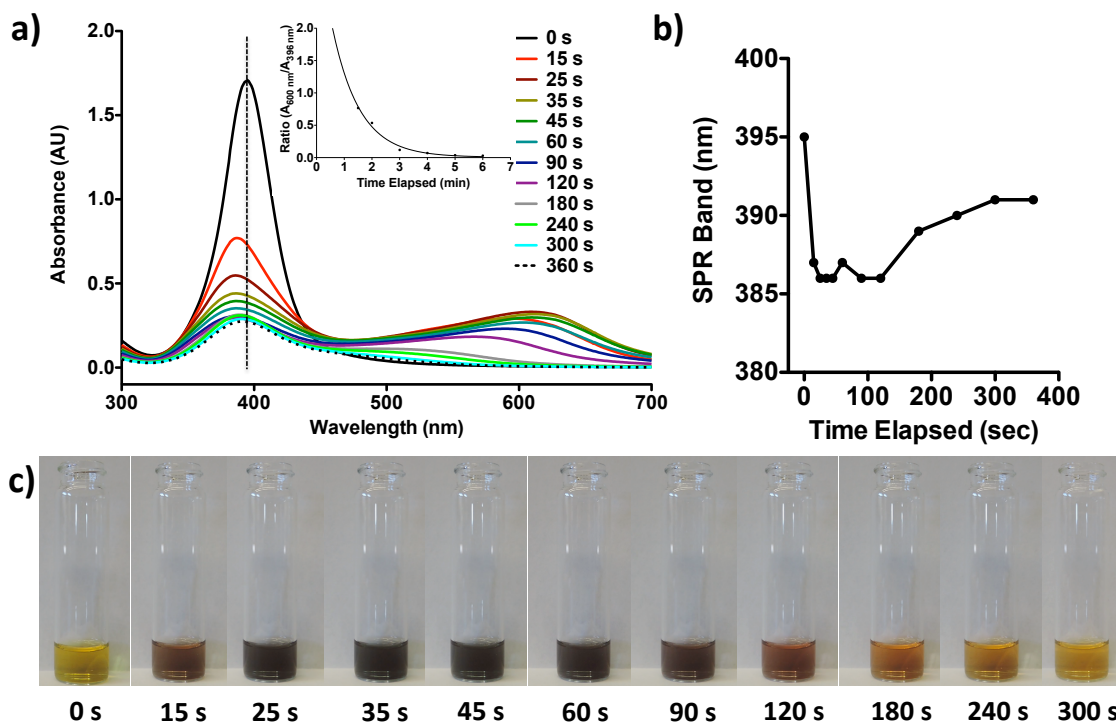 a)
2.0
1.5
1.0
0.5
0.0
Absorbance (AU)
300
400
500
600
700
Wavelength (nm)
2.0
1.5
1.0
0.5
0.0
Ratio (A600 nm/A396 nm)
0 1 2 3 4 5 6 7
Time Elapsed (min)
0 s
15 s
25 s
35 s
45 s
60 s
90 s
120 s
180 s
240 s
300 s
360 s
b)
400
395
390
385
380
SPR Band (nm)
0 100 200 300 400
Time Elapsed (sec)
c)
0 s 15 s 25 s 35 s 45 s 60 s 90 s 120 s 180 s 240 s 300 s